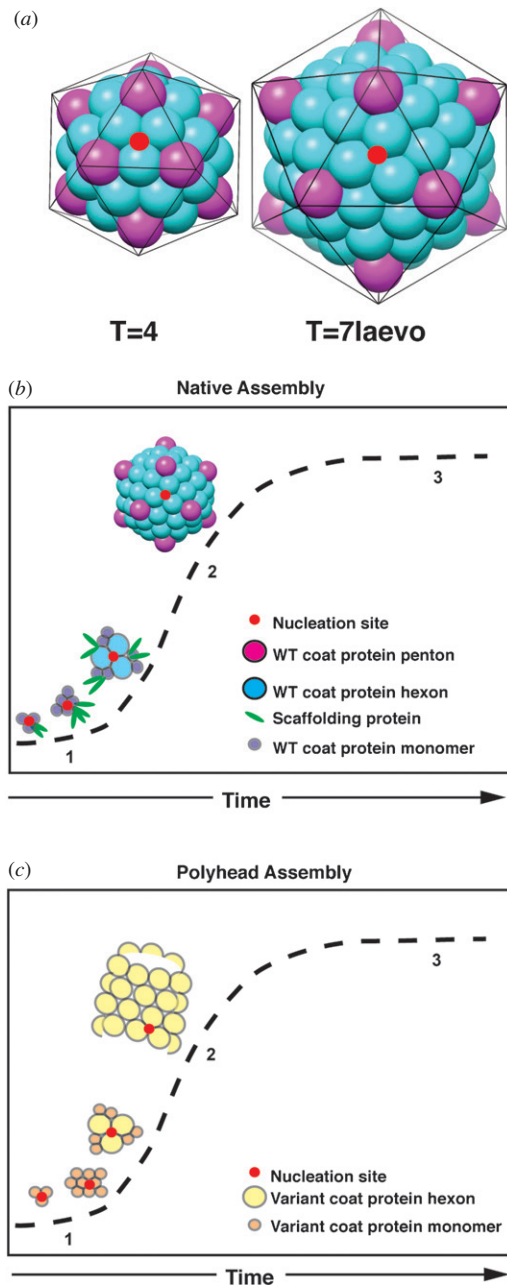 (a)
T=4
T=7laevo
(b)
Native Assembly
3
2
Nucleation site
WT coat protein penton
WT coat protein hexon
Scaffolding protein
WT coat protein monomer
1
Time
(c)
Polyhead Assembly
3
2
Nucleation site
Variant coat protein hexon
Variant coat protein monomer
1
Time